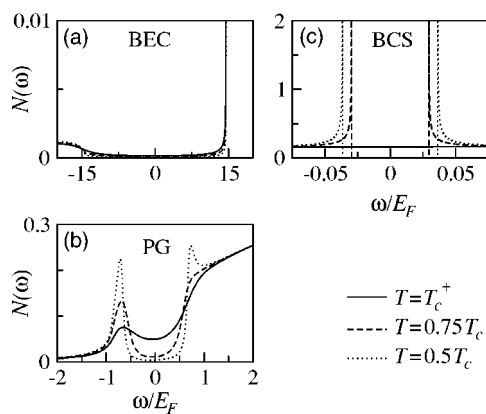 (a) BEC
N(ω)
0.01
0
-15 0 15
(c) BCS
2
1
0
-0.05 0 0.05
ω/E_F
(b) PG
N(ω)
0.3
0
-2 -1 0 1 2
ω/E_F
T=T_c^+
T=0.75T_c
T=0.5T_c